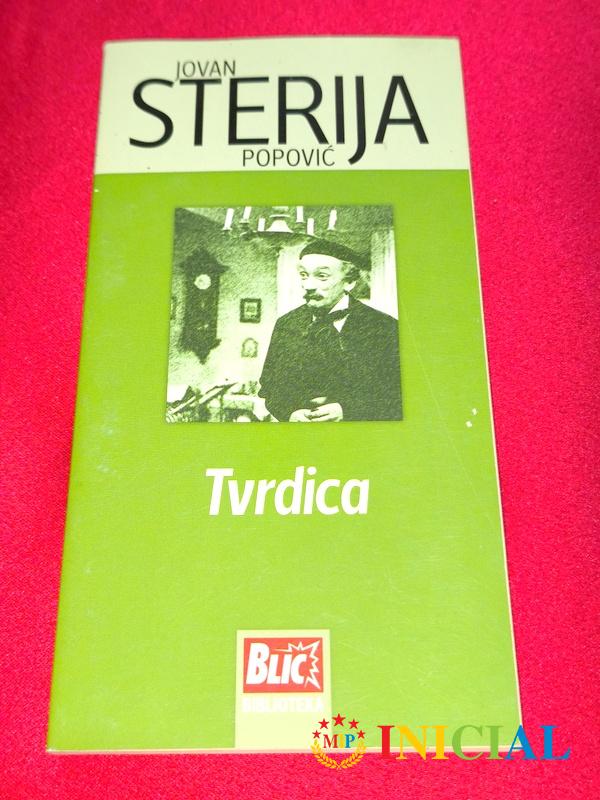 JOVAN
STERIJA
POPOVIĆ
Tvrdica
BLIC
BIBLIOTEKA
MP INICIAL